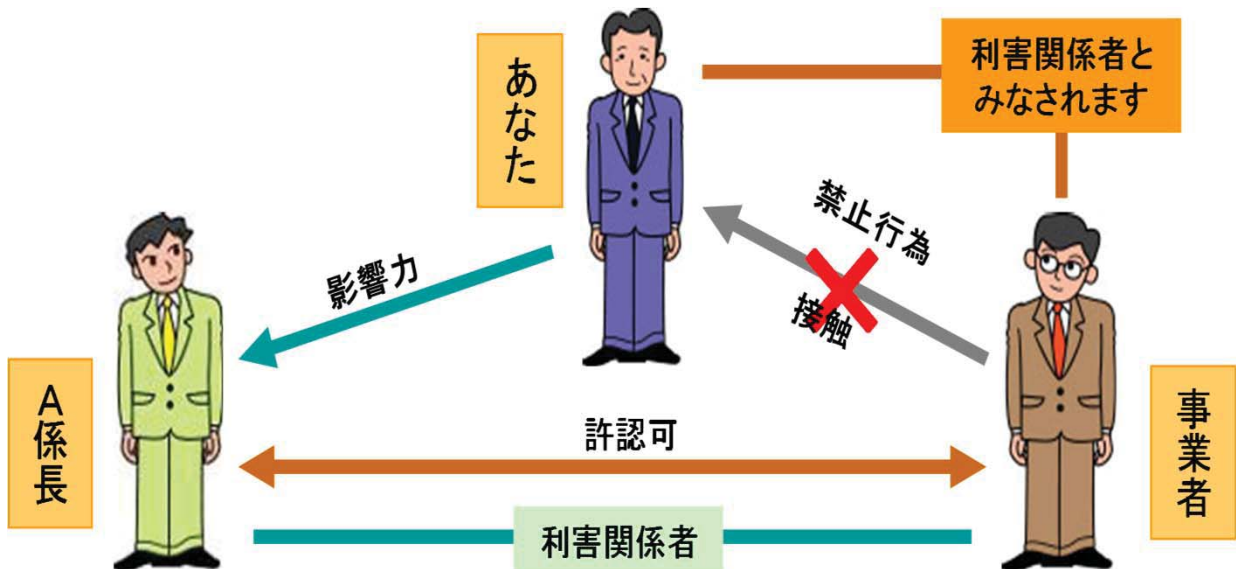 あなた
利害関係者と
みなされます
影響力
禁止行為
接触
A係長
許認可
事業者
利害関係者